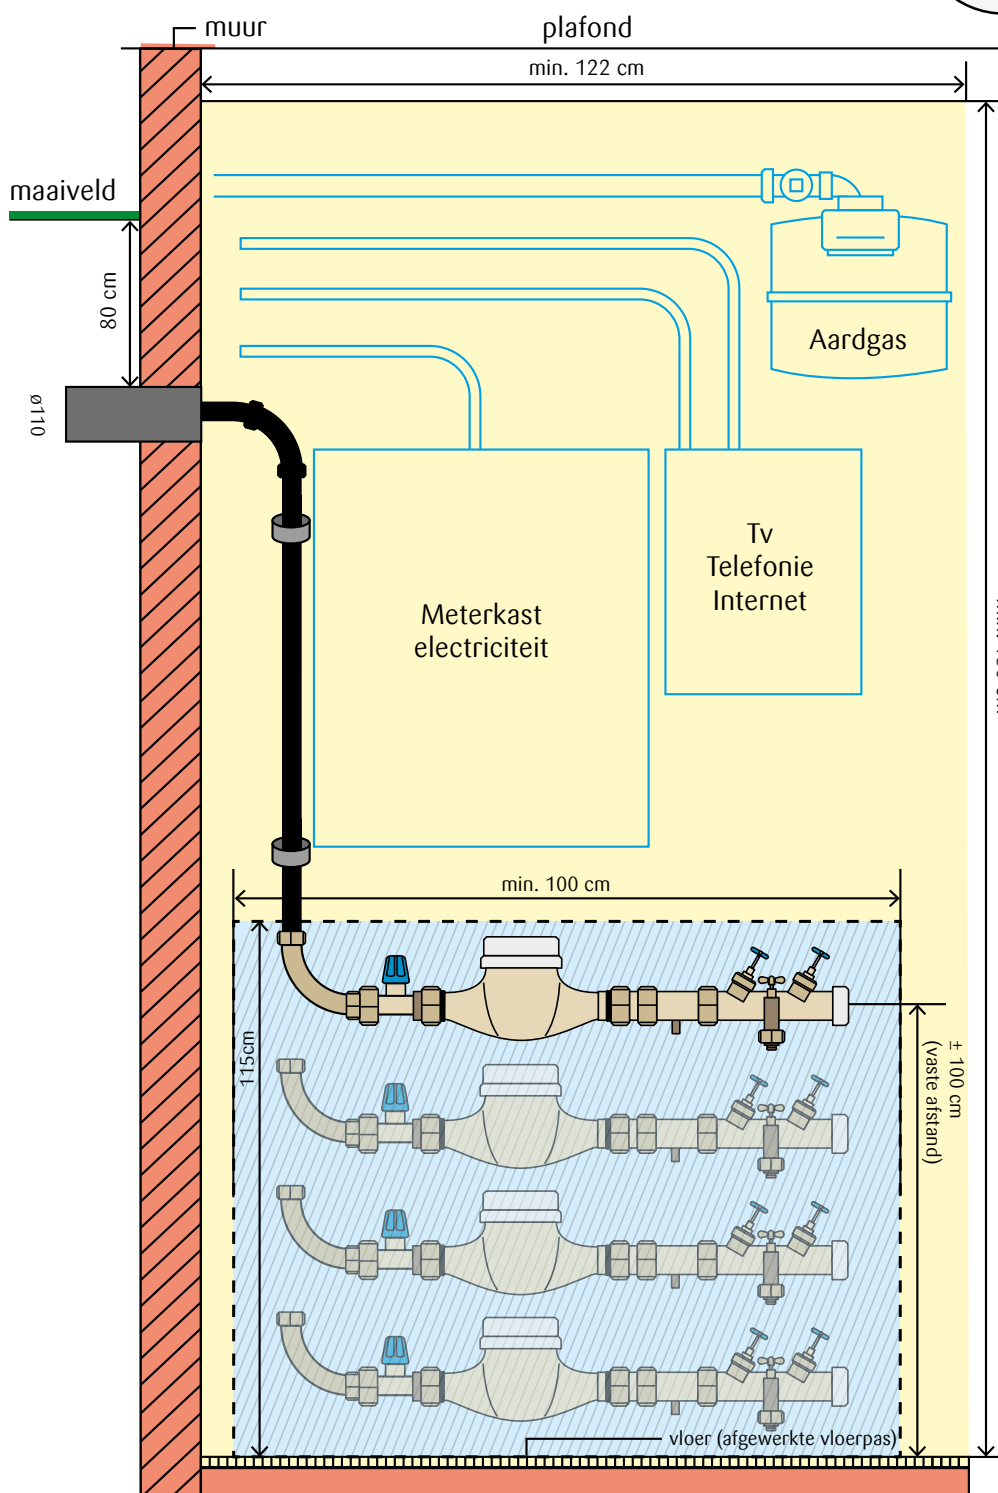 muur
plafond
min. 122 cm
maaiveld
80 cm
ø110
Aardgas
Tv
Telefonie
Internet
Meterkast
electriciteit
min. 100 cm
115cm
± 100 cm
(vaste afstand)
vloer (afgewerkte vloerpas)